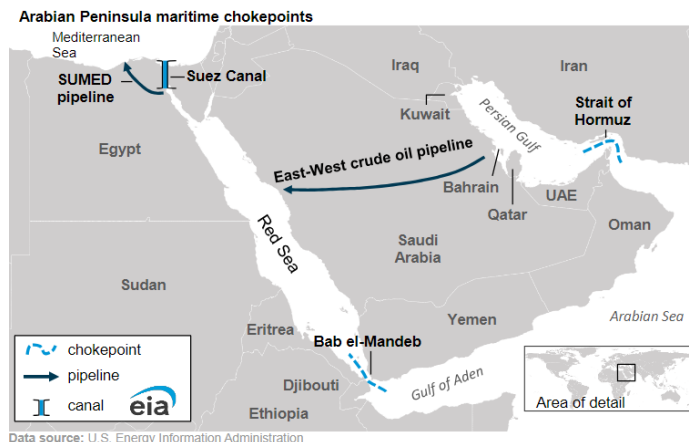 Arabian Peninsula maritime chokepoints
Mediterranean
Sea
SUMED
pipeline
Suez Canal
Iraq
Iran
Kuwait
Persian Gulf
Strait of
Hormuz
Egypt
East-West crude oil pipeline
Bahrain
Qatar
UAE
Oman
Red Sea
Saudi
Arabia
Sudan
Arabian Sea
Eritrea
Yemen
Bab el-Mandeb
Gulf of Aden
Djibouti
Ethiopia
chokepoint
pipeline
canal
eia
Area of detail
Data source: U.S. Energy Information Administration